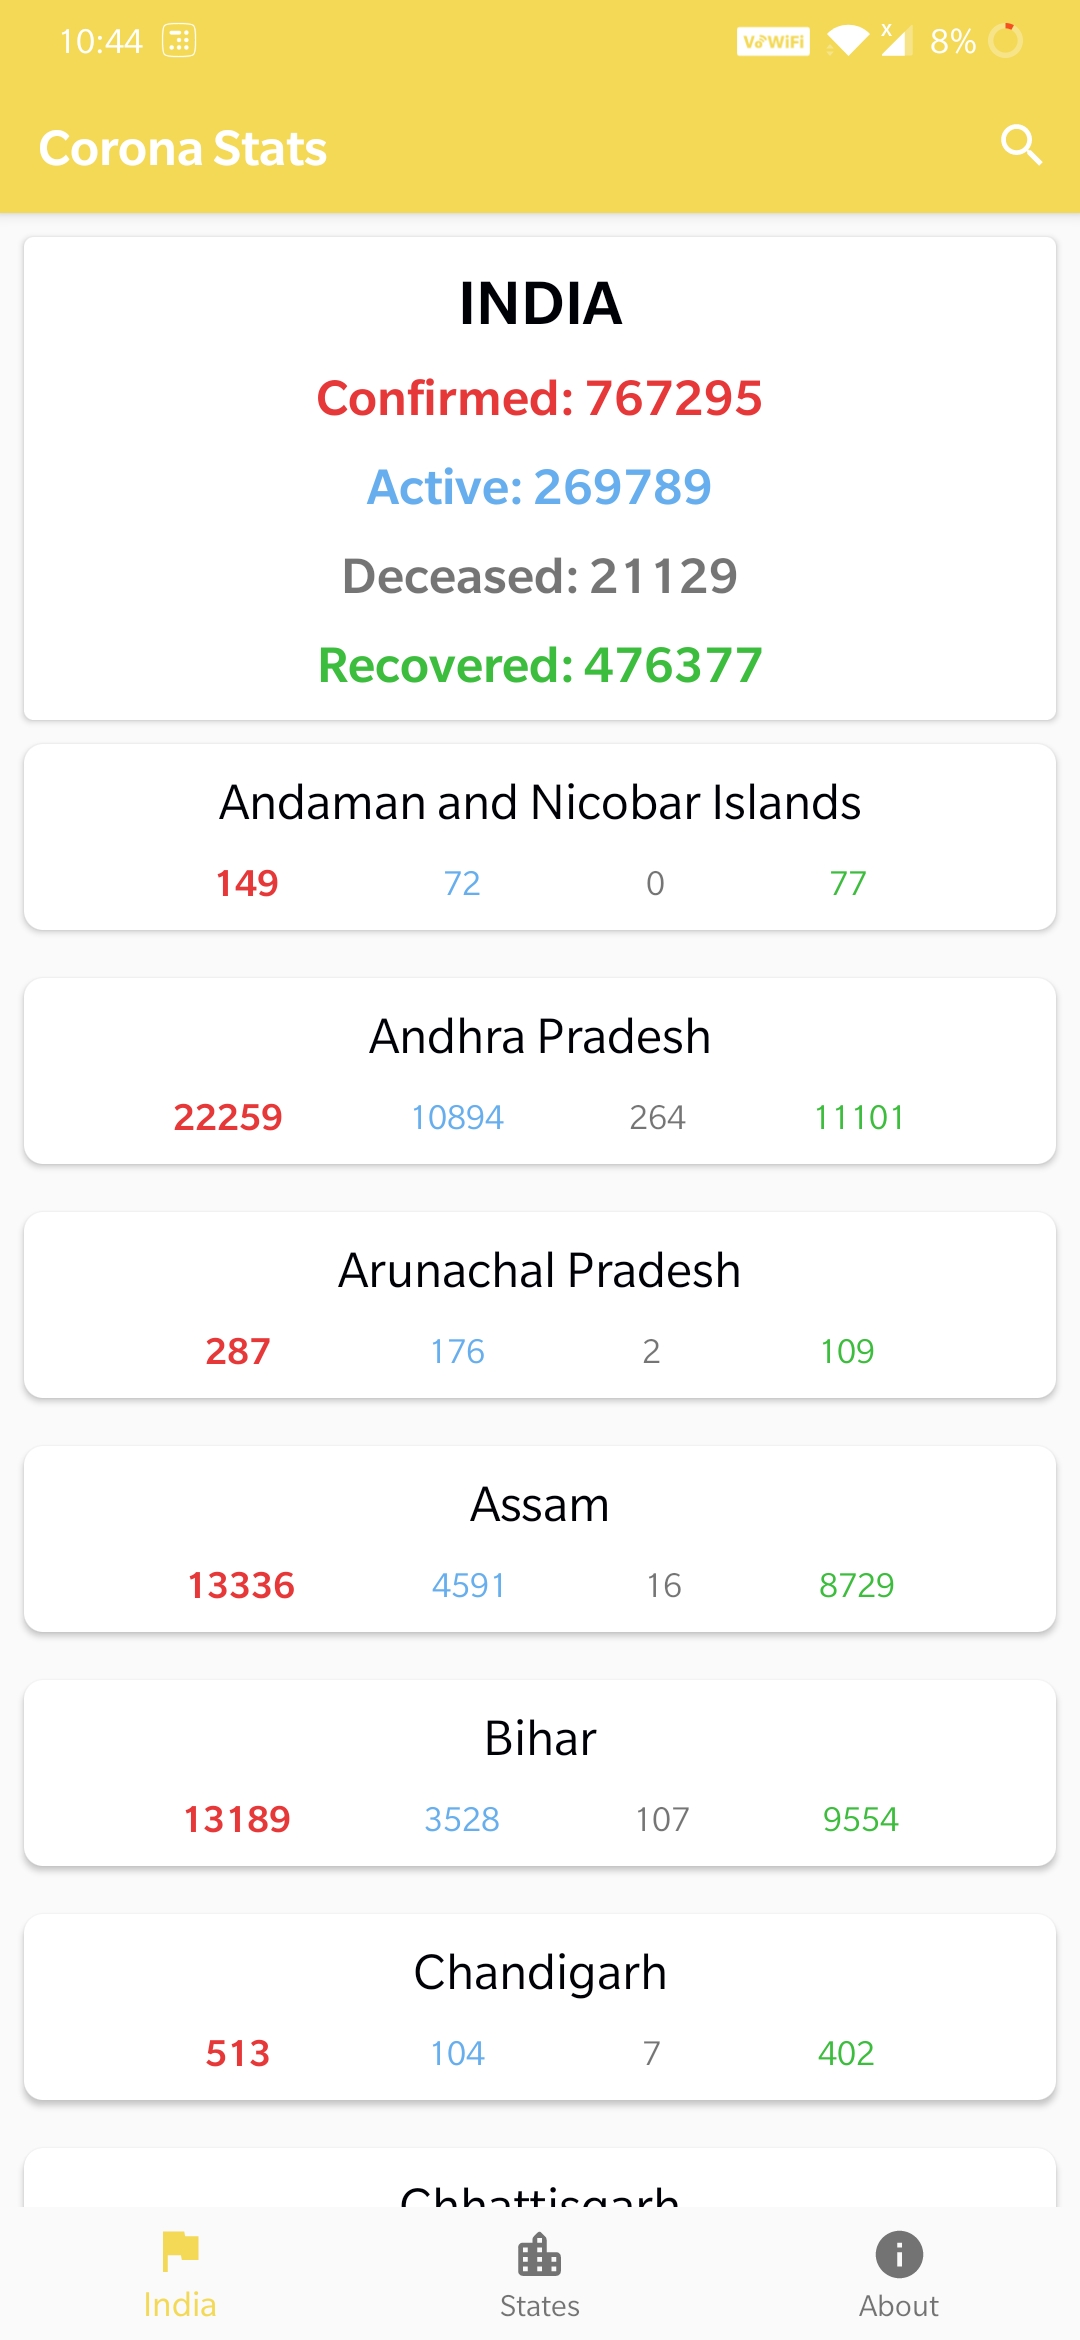 10:44 VoWiFi X 8%
Corona Stats
INDIA
Confirmed: 767295
Active: 269789
Deceased: 21129
Recovered: 476377
Andaman and Nicobar Islands
149 72 0 77
Andhra Pradesh
22259 10894 264 11101
Arunachal Pradesh
287 176 2 109
Assam
13336 4591 16 8729
Bihar
13189 3528 107 9554
Chandigarh
513 104 7 402
Chhattisgarh
India States About